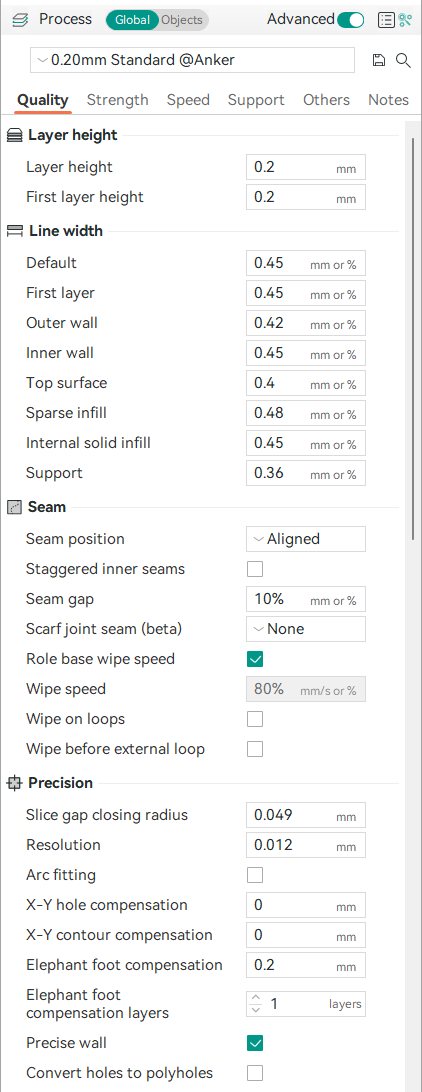 Process Global Objects Advanced
0.20mm Standard @Anker
Quality Strength Speed Support Others Notes
Layer height
Layer height 0.2 mm
First layer height 0.2 mm
Line width
Default 0.45 mm or %
First layer 0.45 mm or %
Outer wall 0.42 mm or %
Inner wall 0.45 mm or %
Top surface 0.4 mm or %
Sparse infill 0.48 mm or %
Internal solid infill 0.45 mm or %
Support 0.36 mm or %
Seam
Seam position Aligned
Staggered inner seams
Seam gap 10% mm or %
Scarf joint seam (beta) None
Role base wipe speed
Wipe speed 80% mm/s or %
Wipe on loops
Wipe before external loop
Precision
Slice gap closing radius 0.049 mm
Resolution 0.012 mm
Arc fitting
X-Y hole compensation 0 mm
X-Y contour compensation 0 mm
Elephant foot compensation 0.2 mm
Elephant foot
compensation layers 1 layers
Precise wall
Convert holes to polyholes